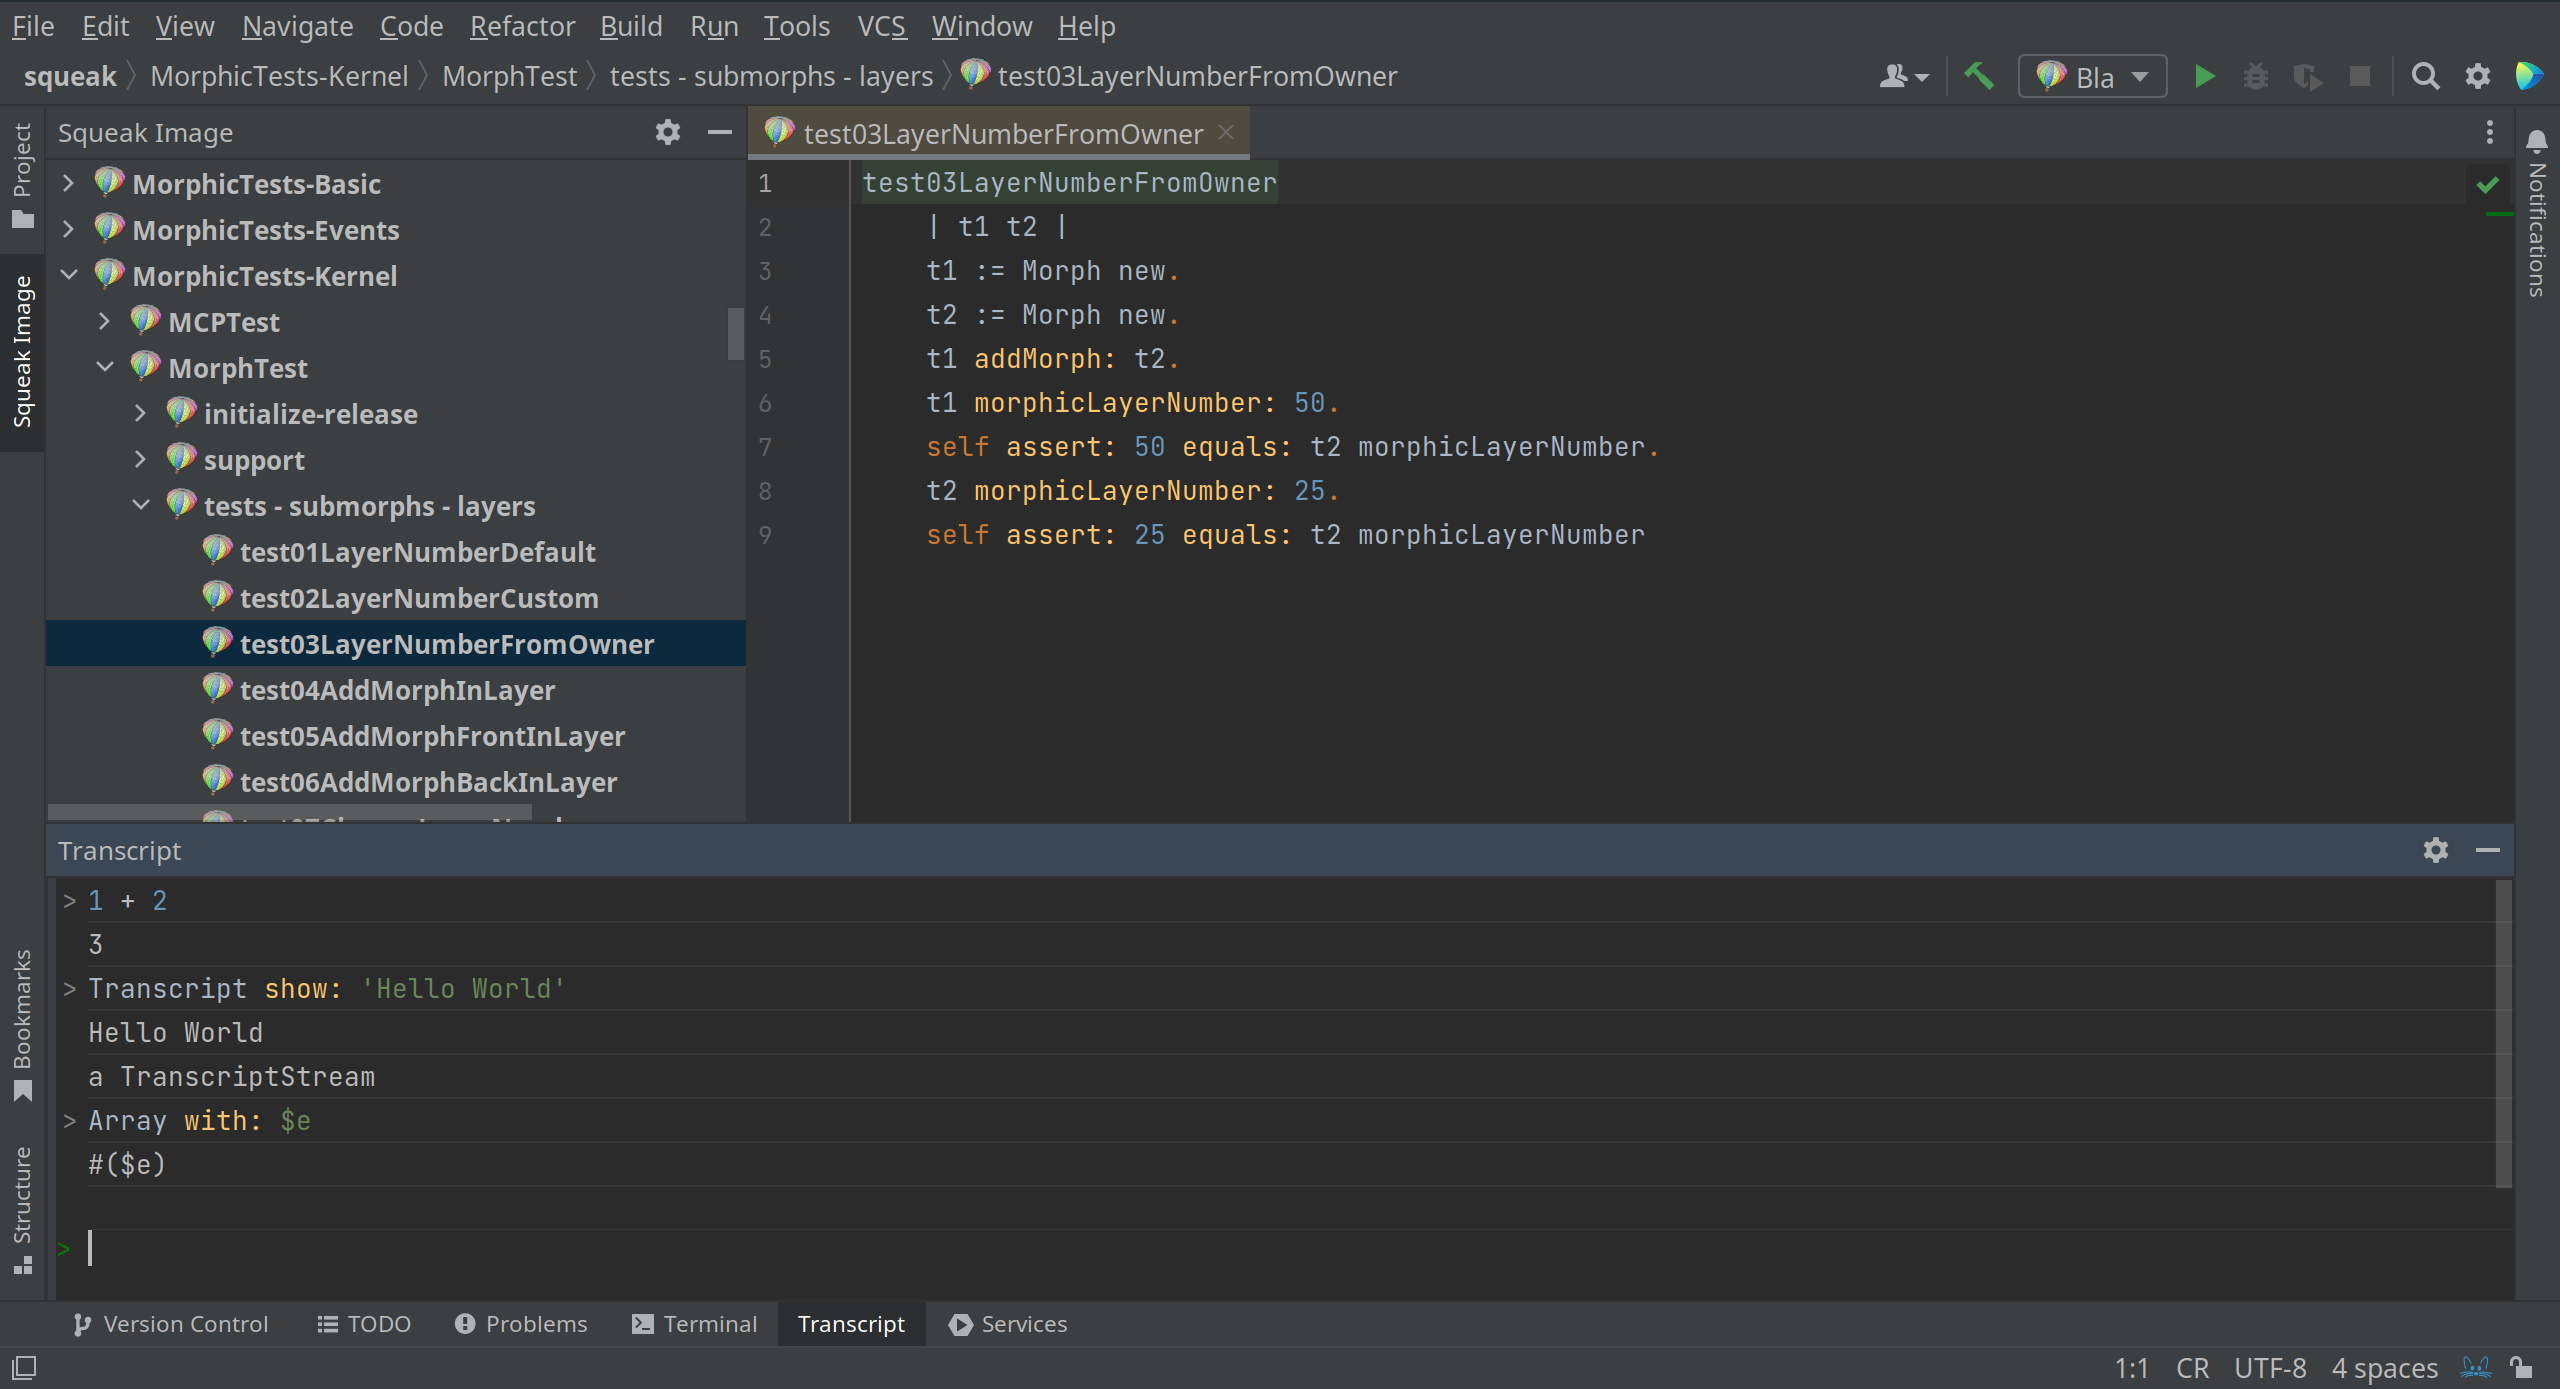 File Edit View Navigate Code Refactor Build Run Tools VCS Window Help
squeak MorphicTests-Kernel MorphTest tests - submorphs - layers test03LayerNumberFromOwner Bla
Project
Squeak Image
Bookmarks
Structure
Squeak Image
MorphicTests-Basic
MorphicTests-Events
MorphicTests-Kernel
MCPTest
MorphTest
initialize-release
support
tests - submorphs - layers
test01LayerNumberDefault
test02LayerNumberCustom
test03LayerNumberFromOwner
test04AddMorphInLayer
test05AddMorphFrontInLayer
test06AddMorphBackInLayer
test03LayerNumberFromOwner
1 test03LayerNumberFromOwner
2 | t1 t2 |
3 t1 := Morph new.
4 t2 := Morph new.
5 t1 addMorph: t2.
6 t1 morphicLayerNumber: 50.
7 self assert: 50 equals: t2 morphicLayerNumber.
8 t2 morphicLayerNumber: 25.
9 self assert: 25 equals: t2 morphicLayerNumber
Notifications
Transcript
> 1 + 2
3
> Transcript show: 'Hello World'
Hello World
a TranscriptStream
> Array with: $e
#($e)
>
Version Control TODO Problems Terminal Transcript Services
1:1 CR UTF-8 4 spaces